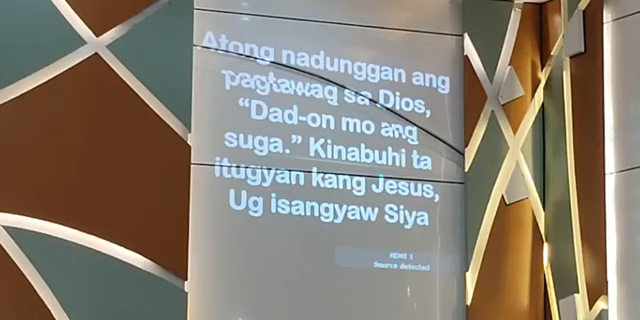 Atong nadunggan ang
pagtawag sa Dios,
“Dad-on mo ang
suga.” Kinabuhi ta
itugyan kang Jesus,
Ug isangyaw Siya
HDMI 1
Source detected